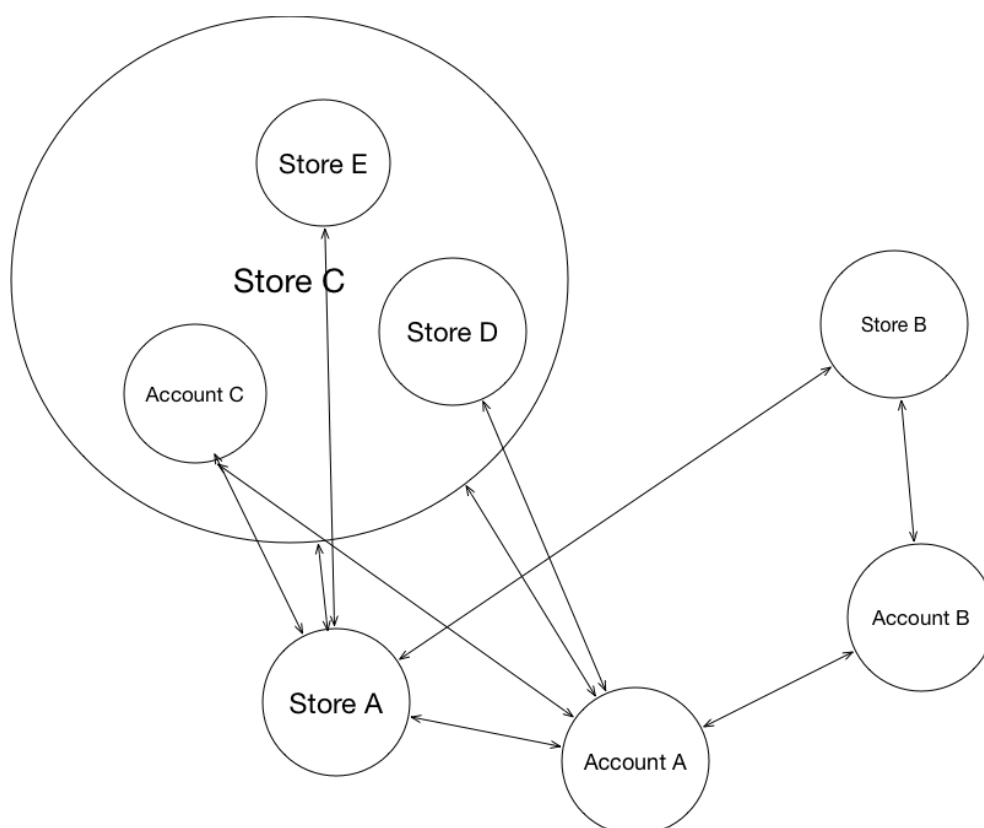 Store E
Store C
Store D
Store B
Account C
Account B
Store A
Account A